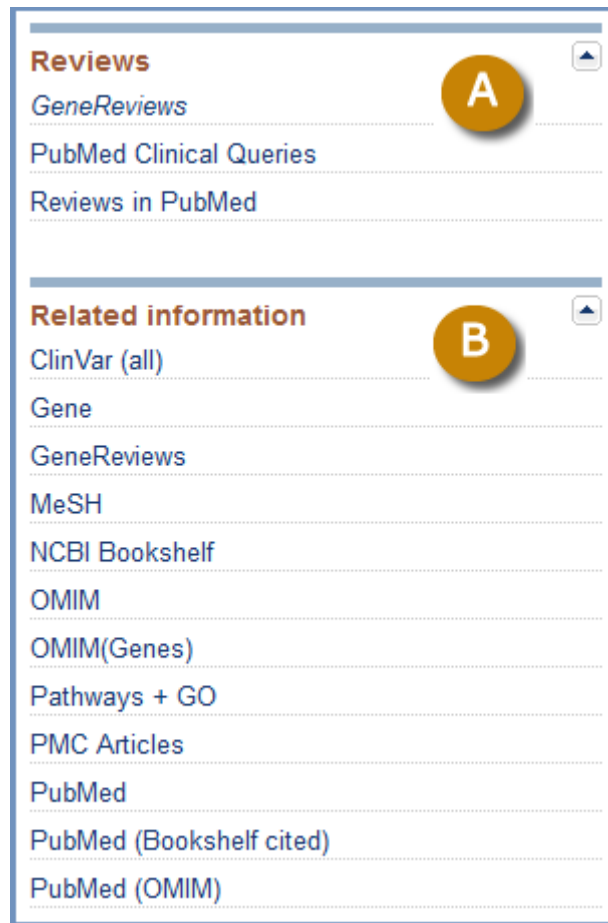 Reviews
A
GeneReviews
PubMed Clinical Queries
Reviews in PubMed
Related information
B
ClinVar (all)
Gene
GeneReviews
MeSH
NCBI Bookshelf
OMIM
OMIM(Genes)
Pathways + GO
PMC Articles
PubMed
PubMed (Bookshelf cited)
PubMed (OMIM)